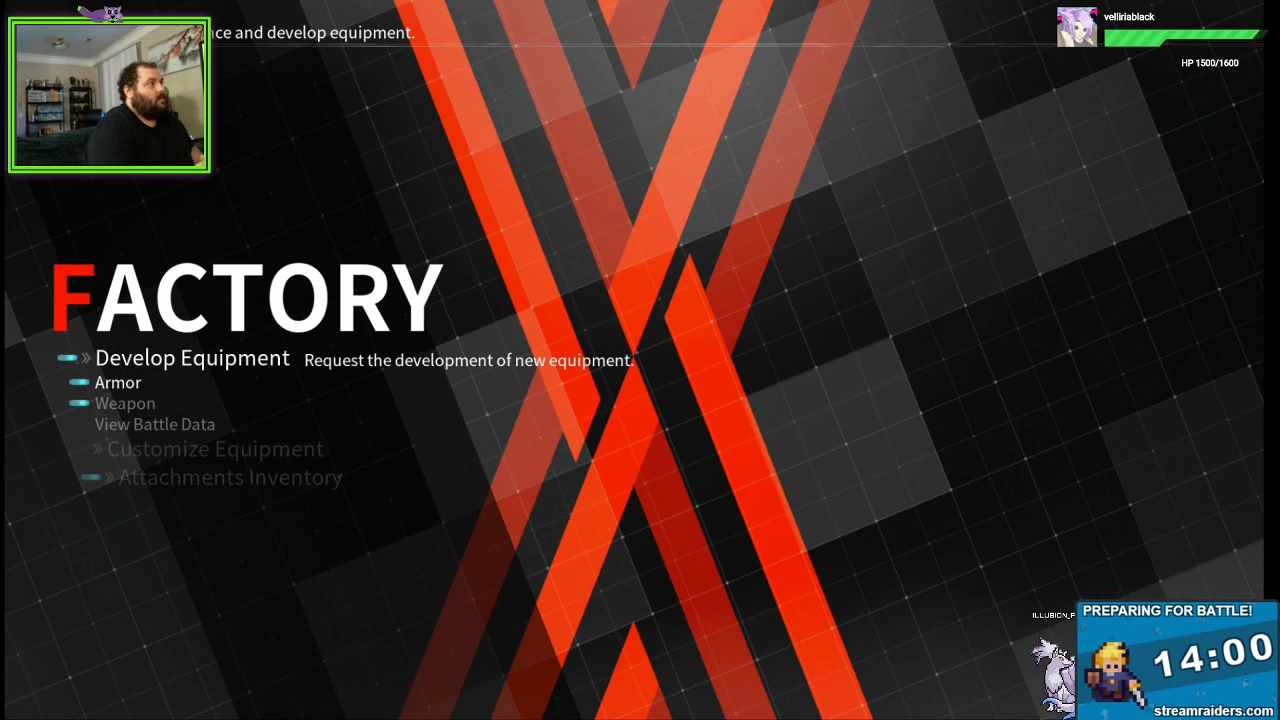 nce and develop equipment.
velliriablack
HP 1500/1600
FACTORY
» Develop Equipment Request the development of new equipment.
Armor
Weapon
View Battle Data
» Customize Equipment
» Attachments Inventory
ILLUSION_F
PREPARING FOR BATTLE!
14:00
streamraiders.com